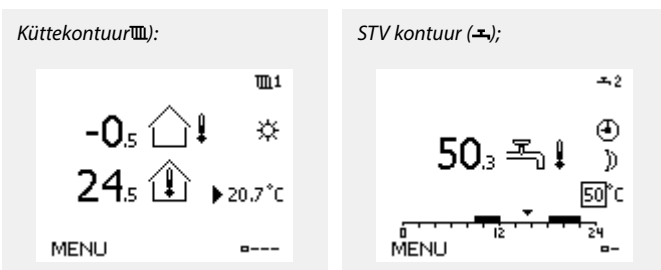 Küttekontuur):
1
-0.5
24.5
20.7°C
MENU
STV kontuur ();
2
50.3
50°C
0 12 24
MENU